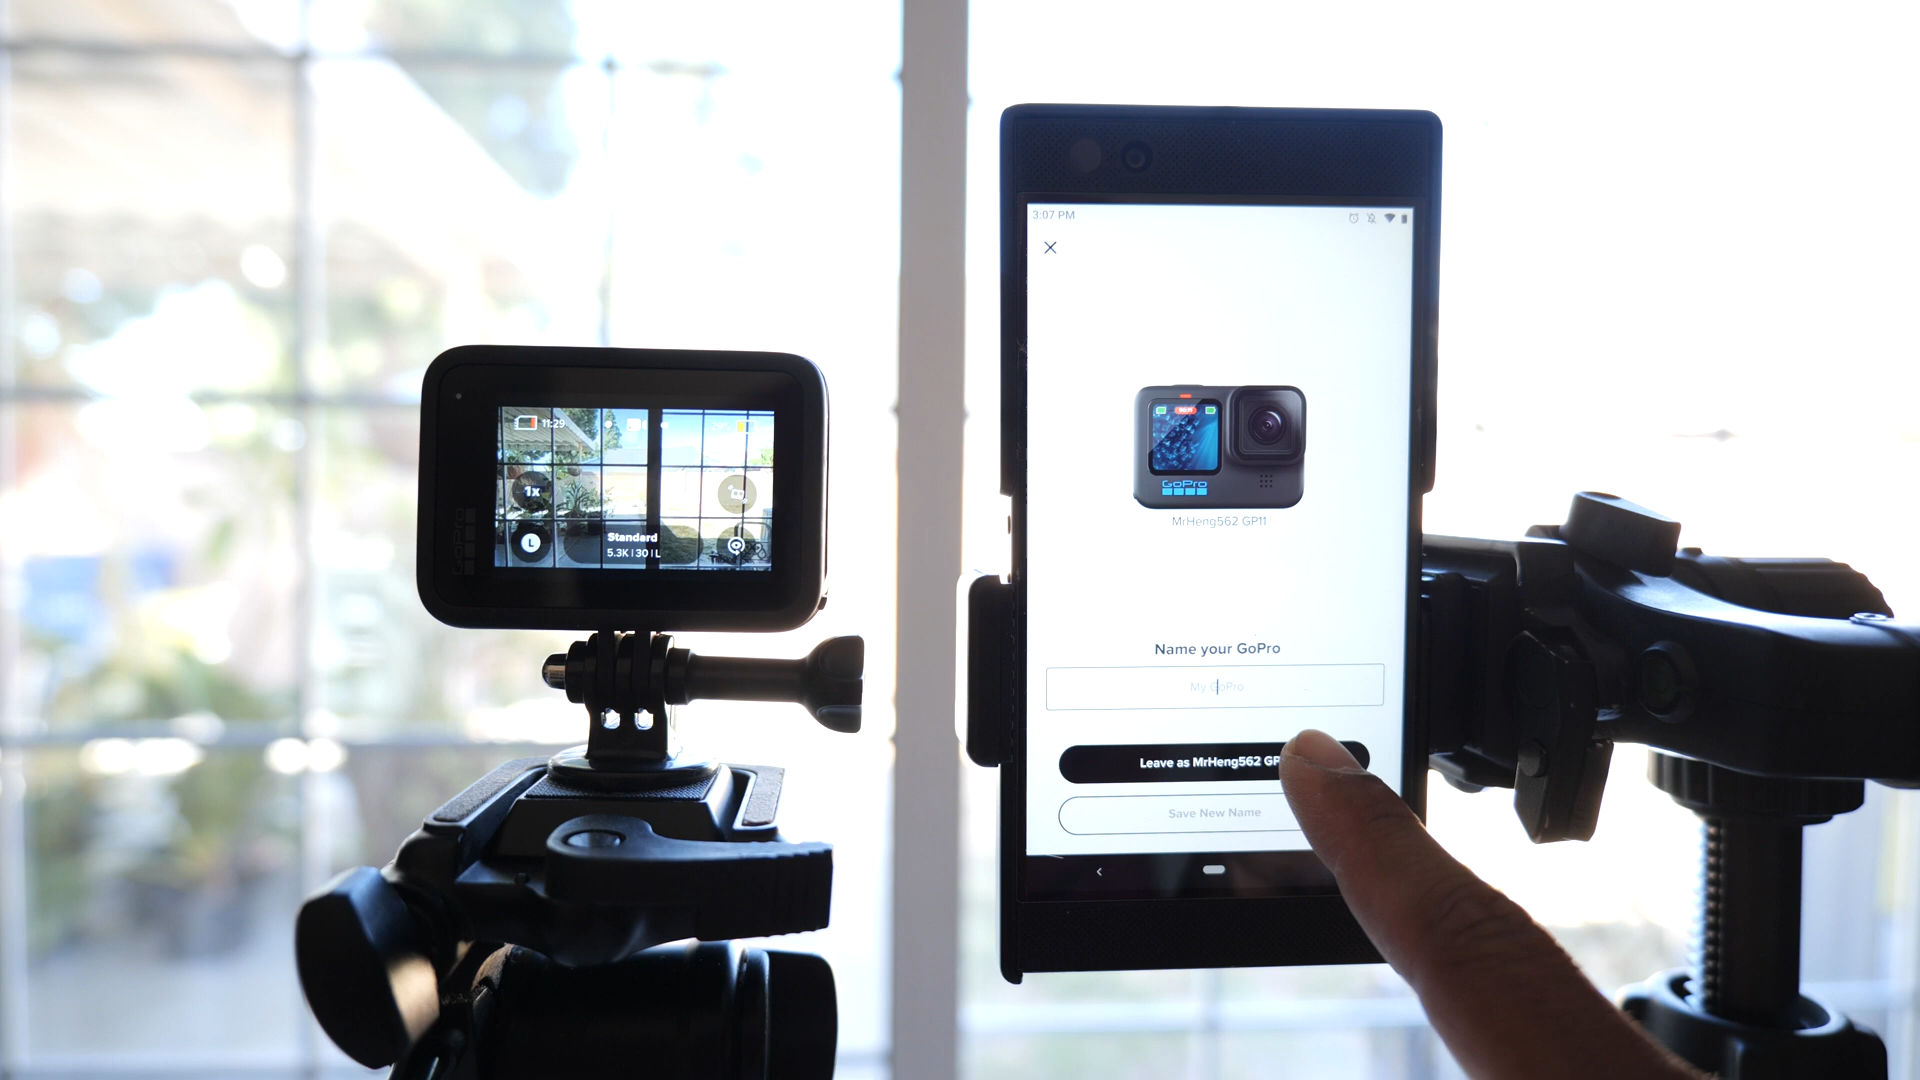 11:29
1x
L
Standard
5.3K | 30 | L
GoPro
3:07 PM
GoPro
MrHeng562 GP11
Name your GoPro
My GoPro
Leave as MrHeng562 GP
Save New Name